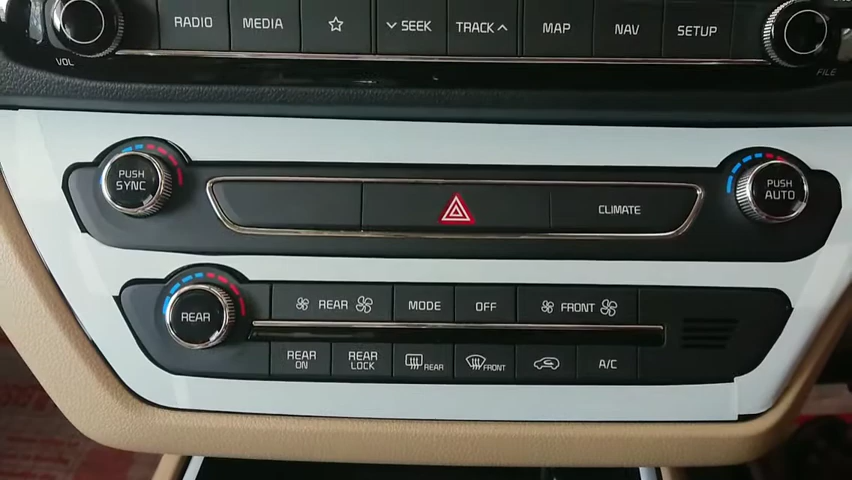 RADIO MEDIA SEEK TRACK MAP NAV SETUP
VOL
FILE
PUSH
SYNC
CLIMATE
PUSH
AUTO
REAR
REAR MODE OFF FRONT
REAR
ON
REAR
LOCK
REAR
FRONT
A/C